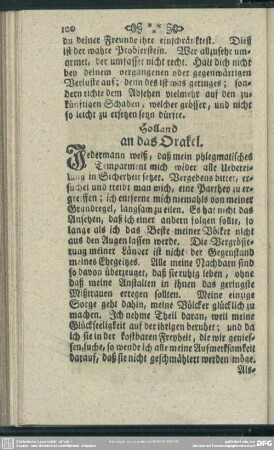 100
du deiner Freunde ihre einschränkest. Dieß
ist der wahre Probierstein. Wer allzusehr um-
armet, der umfasset nicht recht. Halt dich nicht
bey deinem vergangenen oder gegenwärtigen
Verluste auf; denn des ist was geringes; son-
dern richte dein Absehen vielmehr auf den zu-
künftigen Schaden, welcher grösser, und nicht
so leicht zu ersetzen seyn dürfte.
Holland
an das Orakel.
Jedermann weiß, daß mein phlegmatisches
Temparment mich wider alle Ueberei-
lung in Sicherheit setzet. Vergebens bittet, er-
suchet und treibt man mich, eine Parthey zu er-
greiffen; ich entferne mich niemahls von meiner
Grundregel, langsam zu eilen. Es hat nicht das
Ansehen, daß ich einer andern folgen sollte, so
lange als ich das Beste meiner Völker nicht
aus den Augen lassen werde. Die Vergrösse-
rung meiner Länder ist nicht der Gegenstand
meines Ehrgeitzes. Alle meine Nachbarn sind
so davon überzeuget, daß sie ruhig leben, ohne
daß meine Anstalten in ihnen das geringste
Mißtrauen erregen sollten. Meine einzige
Sorge geht dahin, meine Völcker glücklich zu
machen. Ich nehme Theil daran, weil meine
Glückseeligkeit auf der ihrigen beruhet; und da
ich sie in der kostbaren Freyheit, die wir genies-
sen, suche, so wende ich alle meine Aufmerksamkeit
darauf, daß sie nicht geschmählert werden möge.
Als-